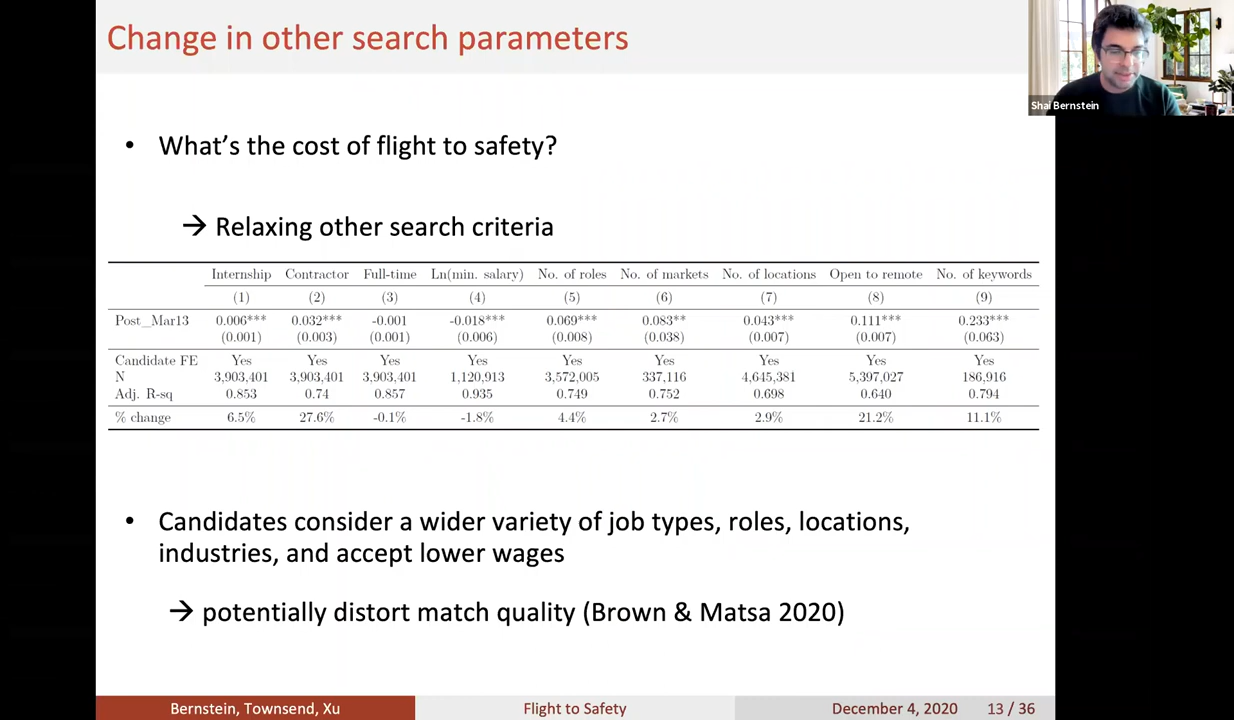 Change in other search parameters
Shai Bernstein
• What's the cost of flight to safety?
→ Relaxing other search criteria
Internship Contractor Full-time Ln(min. salary) No. of roles No. of markets No. of locations Open to remote No. of keywords
(1) (2) (3) (4) (5) (6) (7) (8) (9)
Post_Mar13 0.006*** 0.032*** -0.001 -0.018*** 0.069*** 0.083** 0.043*** 0.111*** 0.233***
(0.001) (0.003) (0.001) (0.006) (0.008) (0.038) (0.007) (0.007) (0.063)
Candidate FE Yes Yes Yes Yes Yes Yes Yes Yes Yes
N 3,903,401 3,903,401 3,903,401 1,120,913 3,572,005 337,116 4,645,381 5,397,027 186,916
Adj. R-sq 0.853 0.74 0.857 0.935 0.749 0.752 0.698 0.640 0.794
% change 6.5% 27.6% -0.1% -1.8% 4.4% 2.7% 2.9% 21.2% 11.1%
• Candidates consider a wider variety of job types, roles, locations,
industries, and accept lower wages
→ potentially distort match quality (Brown & Matsa 2020)
Bernstein, Townsend, Xu Flight to Safety December 4, 2020 13 / 36